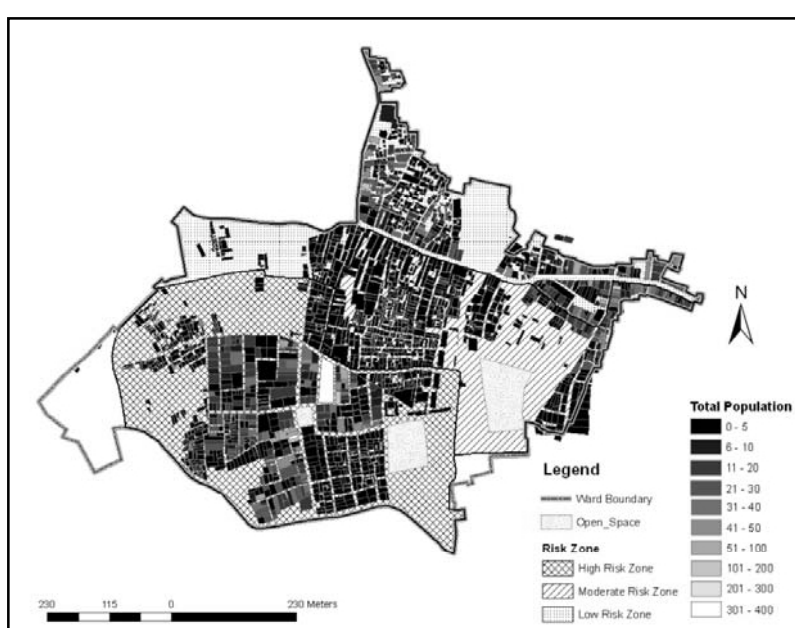 N
Total Population
0 - 5
6 - 10
11 - 20
21 - 30
31 - 40
41 - 50
51 - 100
101 - 200
201 - 300
301 - 400
Legend
Ward Boundary
Open_Space
Risk Zone
High Risk Zone
Moderate Risk Zone
Low Risk Zone
230 115 0 230 Meters